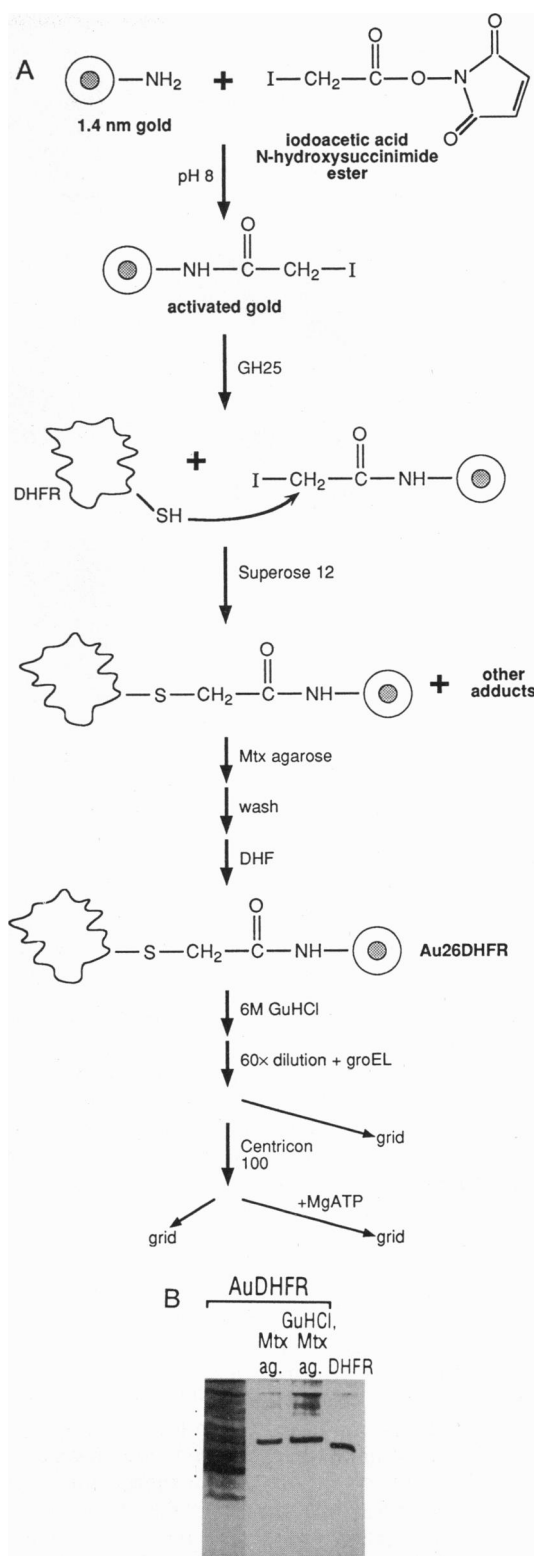 A
NH₂
+
I—CH₂—C—O—N
O
O
O
1.4 nm gold
iodoacetic acid
N-hydroxysuccinimide
ester
pH 8
O
NH—C—CH₂—I
activated gold
GH25
DHFR
SH
+
O
I—CH₂—C—NH
Superose 12
O
S—CH₂—C—NH
+
other
adducts
Mtx agarose
wash
DHF
O
S—CH₂—C—NH
Au26DHFR
6M GuHCl
60× dilution + groEL
grid
Centricon
100
+MgATP
grid
grid
B
AuDHFR
GuHCl,
Mtx Mtx
ag. ag. DHFR